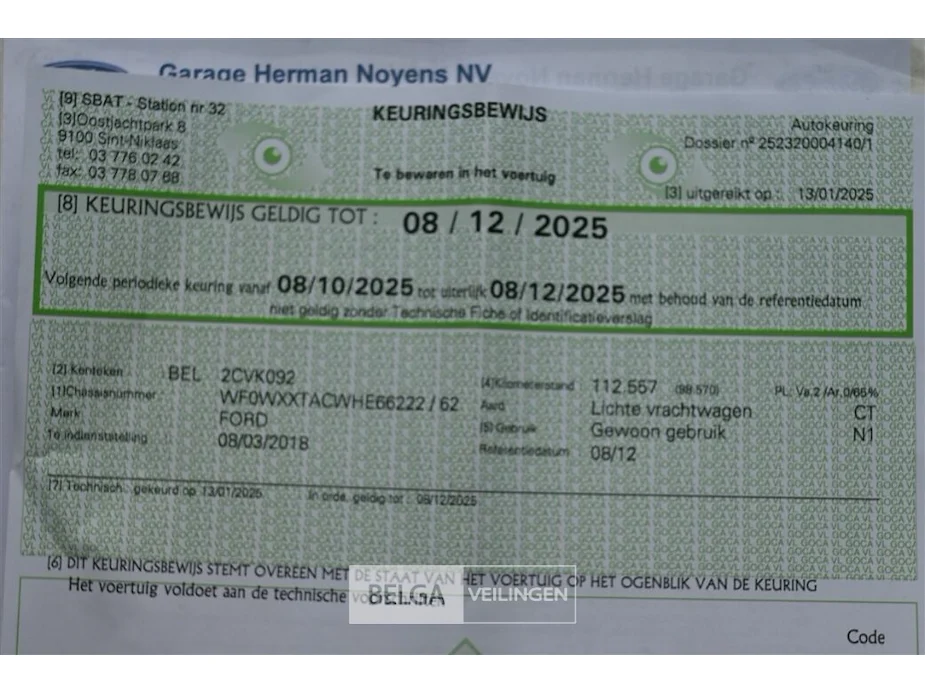 Garage Herman Noyens NV
[9] SBAT - Station nr 32
[3]Oostjachtpark 8
9100 Sint-Niklaas
tel: 03 776 02 42
fax: 03 778 07 68
KEURINGSBEWIJS
Te bewaren in het voertuig
Autokeuring
Dossier nº 252320004140/1
[3] uitgereikt op : 13/01/2025
[8] KEURINGSBEWIJS GELDIG TOT : 08 / 12 / 2025
Volgende periodieke keuring vanaf 08/10/2025 tot uiterlijk 08/12/2025 met behoud van de referentiedatum
niet geldig zonder Technische Fiche of Identificatieverslag
[2] Kenteken BEL 2CVK092
[1]Chassisnummer WF0WXXTACWHE66222 / 62
Merk FORD
1e indienststelling 08/03/2018
[4]Kilometerstand 112.557 (98.570) PL: Va.2 /Ar.0/65%
Aard Lichte vrachtwagen CT
[5] Gebruik Gewoon gebruik N1
Referentiedatum 08/12
[7] Technisch : gekeurd op 13/01/2025 In orde, geldig tot : 08/12/2025
[6] DIT KEURINGSBEWIJS STEMT OVEREEN MET DE STAAT VAN HET VOERTUIG OP HET OGENBLIK VAN DE KEURING
Het voertuig voldoet aan de technische
BELGA VEILINGEN
Code